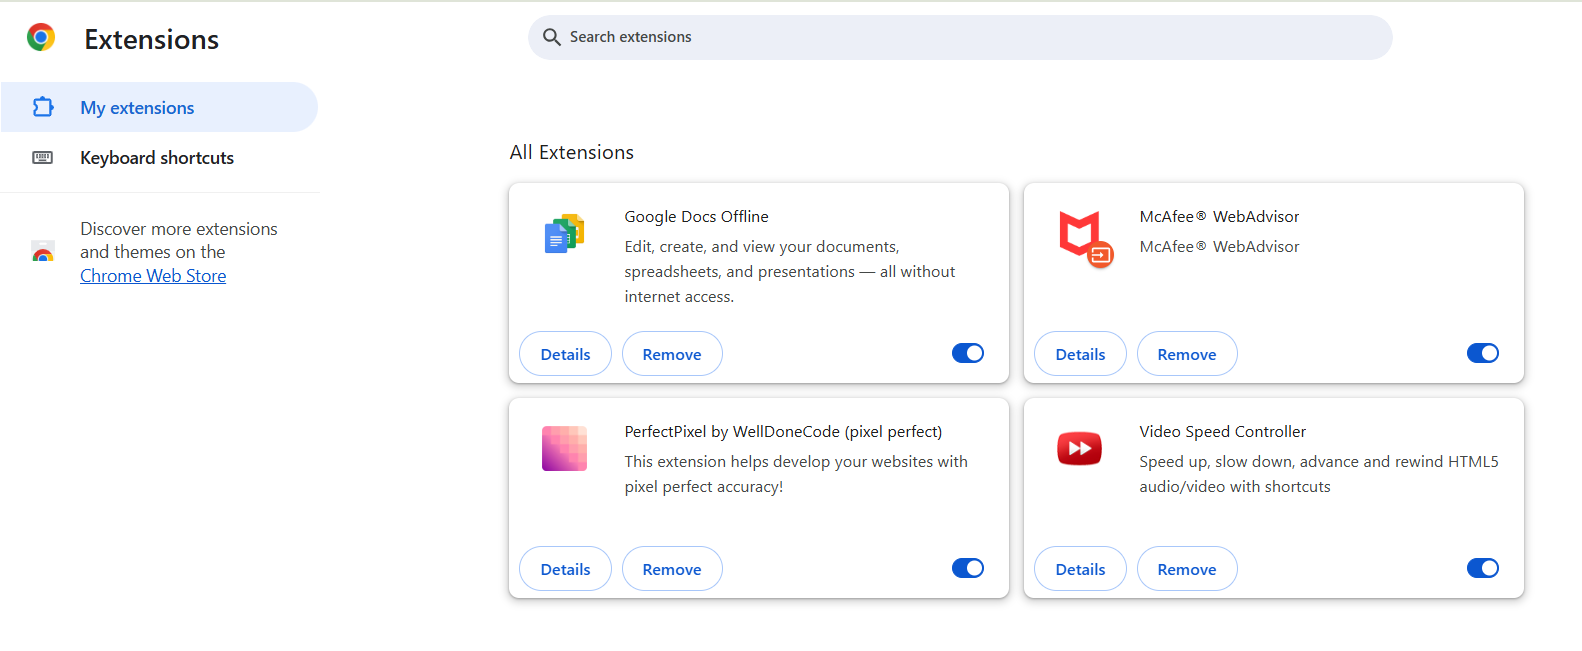 Extensions
Search extensions
My extensions
Keyboard shortcuts
Discover more extensions
and themes on the
Chrome Web Store
All Extensions
Google Docs Offline
Edit, create, and view your documents,
spreadsheets, and presentations — all without
internet access.
Details
Remove
McAfee® WebAdvisor
McAfee® WebAdvisor
Details
Remove
PerfectPixel by WellDoneCode (pixel perfect)
This extension helps develop your websites with
pixel perfect accuracy!
Details
Remove
Video Speed Controller
Speed up, slow down, advance and rewind HTML5
audio/video with shortcuts
Details
Remove